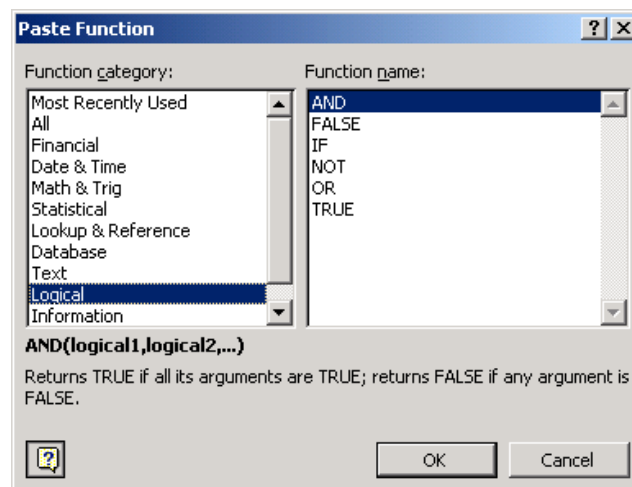 Paste Function
Function category:
Function name:
Most Recently Used
All
Financial
Date & Time
Math & Trig
Statistical
Lookup & Reference
Database
Text
Logical
Information
AND
FALSE
IF
NOT
OR
TRUE
AND(logical1,logical2,...)
Returns TRUE if all its arguments are TRUE; returns FALSE if any argument is
FALSE.
OK
Cancel